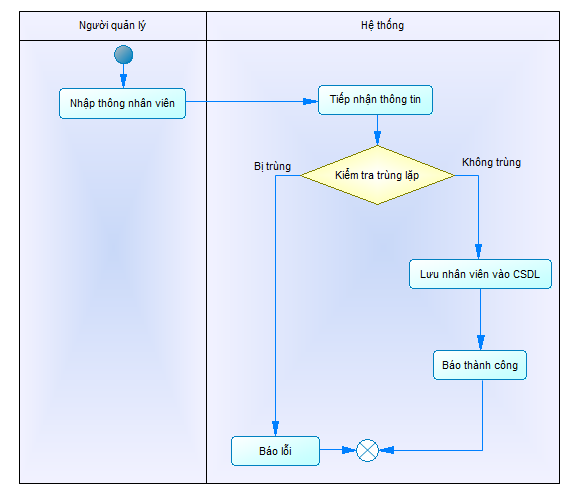 Người quản lý
Hệ thống
Nhập thông nhân viên
Tiếp nhận thông tin
Bị trùng
Kiểm tra trùng lặp
Không trùng
Lưu nhân viên vào CSDL
Báo thành công
Báo lỗi